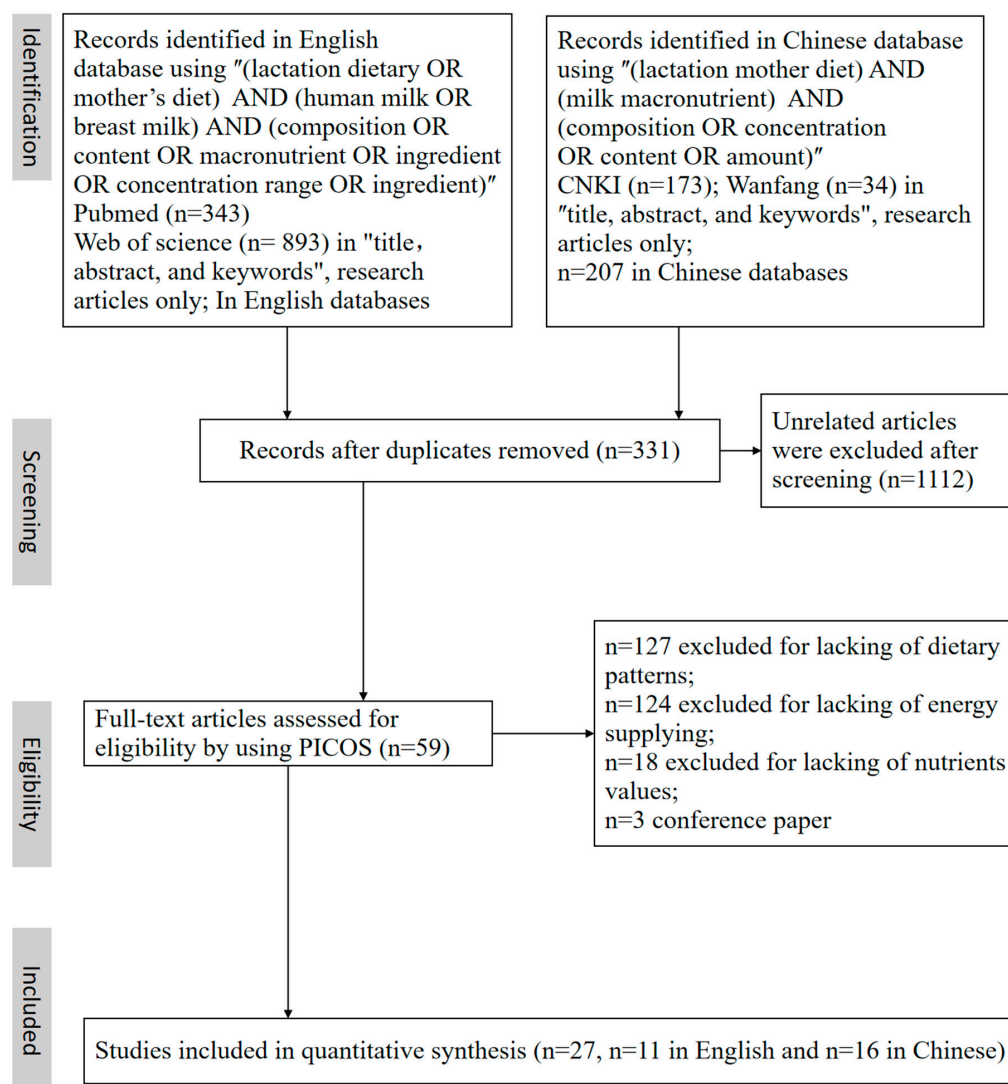 Identification
Records identified in English
database using "(lactation dietary OR
mother's diet) AND (human milk OR
breast milk) AND (composition OR
content OR macronutrient OR ingredient
OR concentration range OR ingredient)"
Pubmed (n=343)
Web of science (n= 893) in "title,
abstract, and keywords", research
articles only; In English databases
Records identified in Chinese database
using "(lactation mother diet) AND
(milk macronutrient) AND
(composition OR concentration
OR content OR amount)"
CNKI (n=173); Wanfang (n=34) in
"title, abstract, and keywords", research
articles only;
n=207 in Chinese databases
Screening
Records after duplicates removed (n=331)
Unrelated articles
were excluded after
screening (n=1112)
Eligibility
Full-text articles assessed for
eligibility by using PICOS (n=59)
n=127 excluded for lacking of dietary
patterns;
n=124 excluded for lacking of energy
supplying;
n=18 excluded for lacking of nutrients
values;
n=3 conference paper
Included
Studies included in quantitative synthesis (n=27, n=11 in English and n=16 in Chinese)